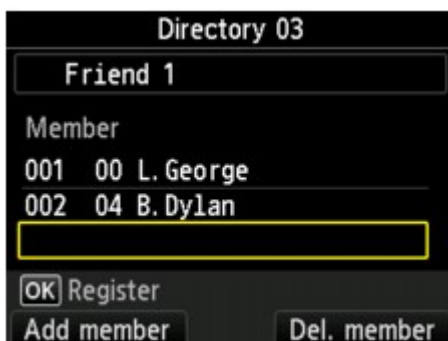 Directory 03
Friend 1
Member
001 00 L.George
002 04 B.Dylan
OK Register
Add member Del. member